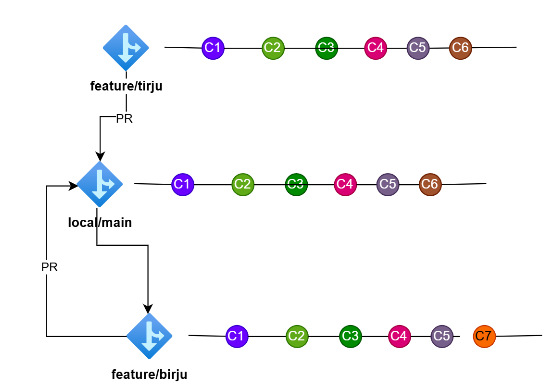 C1 C2 C3 C4 C5 C6
feature/tirju
PR
C1 C2 C3 C4 C5 C6
local/main
PR
C1 C2 C3 C4 C5 C7
feature/birju